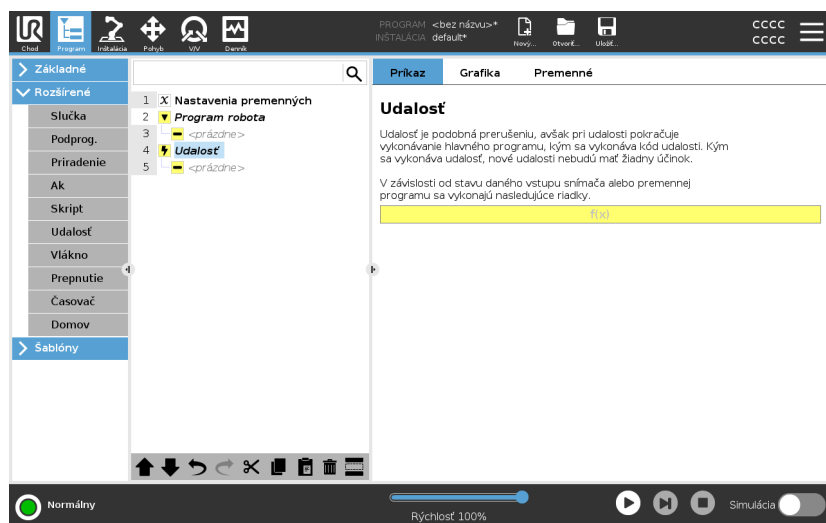 PROGRAM <bez názvu>*
INŠTALÁCIA default*
CCCC
CCCC
Chod Program Inštalácia Pohyb V/V Denník Nový... Otvoriť... Uložiť...
Základné
Rozšírené
Slučka
Podprog.
Priradenie
Ak
Skript
Udalosť
Vlákno
Prepnutie
Časovač
Domov
Šablóny
1 X Nastavenia premenných
2 Program robota
3 <prázdne>
4 Udalosť
5 <prázdne>
Príkaz Grafika Premenné
Udalosť
Udalosť je podobná prerušeniu, avšak pri udalosti pokračuje
vykonávanie hlavného programu, kým sa vykonáva kód udalosti. Kým
sa vykonáva udalosť, nové udalosti nebudú mať žiadny účinok.
V závislosti od stavu daného vstupu snímača alebo premennej
programu sa vykonajú nasledujúce riadky.
f(x)
Normálny
Rýchlosť 100%
Simulácia